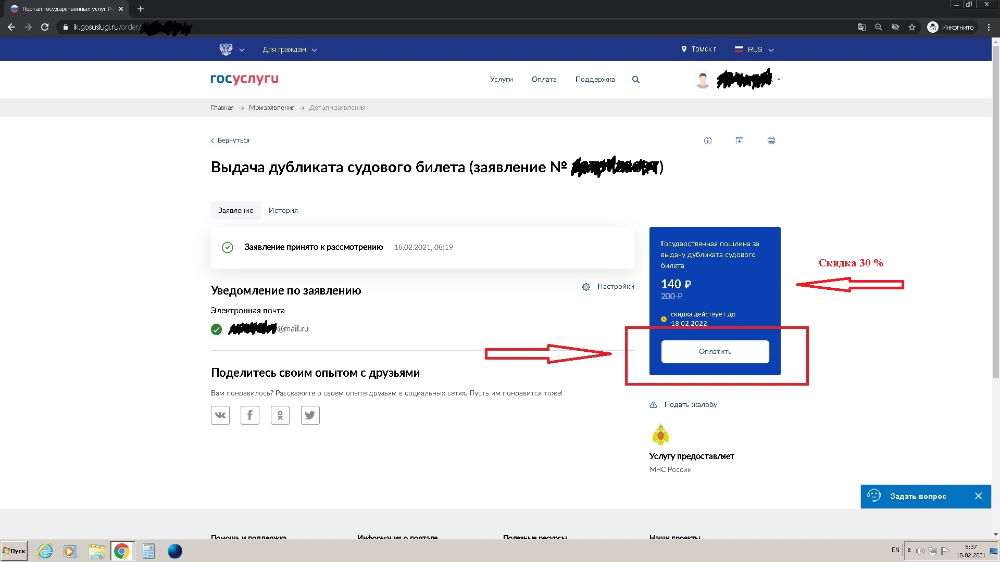 Портал государственных услуг Рс
lk.gosuslugi.ru/order/
Инкогнито
Для граждан
Томск г
RUS
госуслуги
Услуги
Оплата
Поддержка
Главная → Мои заявления → Детали заявления
Вернуться
Выдача дубликата судового билета (заявление № )
Заявление
История
Заявление принято к рассмотрению 18.02.2021, 08:19
Уведомление по заявлению
Настройки
Электронная почта
@mail.ru
Поделитесь своим опытом с друзьями
Вам понравилось? Расскажите о своем опыте друзьям в социальных сетях. Пусть им понравится тоже!
Государственная пошлина за
выдачу дубликата судового
билета
140 ₽
200 ₽
скидка действует до
18.02.2022
Оплатить
Скидка 30 %
Подать жалобу
Услугу предоставляет
МЧС России
Задать вопрос
Помощь и поддержка
Информация о портале
Полезные ресурсы
Наши проекты
Пуск
EN
8:37
18.02.2021